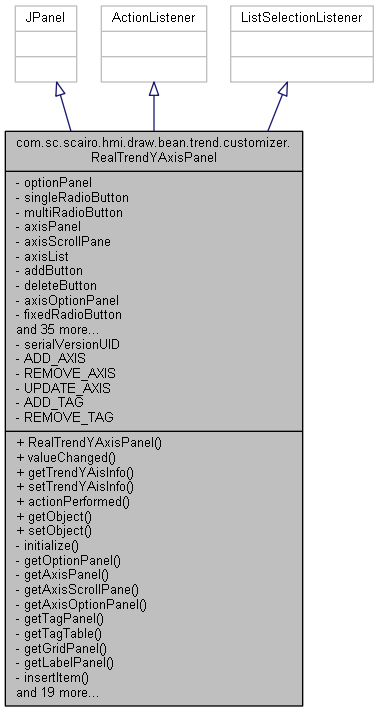 JPanel
ActionListener
ListSelectionListener
com.sc.scairo.hmi.draw.bean.trend.customizer.
RealTrendYAxisPanel
- optionPanel
- singleRadioButton
- multiRadioButton
- axisPanel
- axisScrollPane
- axisList
- addButton
- deleteButton
- axisOptionPanel
- fixedRadioButton
and 35 more...
- serialVersionUID
- ADD_AXIS
- REMOVE_AXIS
- UPDATE_AXIS
- ADD_TAG
- REMOVE_TAG
+ RealTrendYAxisPanel()
+ valueChanged()
+ getTrendYAisInfo()
+ setTrendYAisInfo()
+ actionPerformed()
+ getObject()
+ setObject()
- initialize()
- getOptionPanel()
- getAxisPanel()
- getAxisScrollPane()
- getAxisOptionPanel()
- getTagPanel()
- getTagTable()
- getGridPanel()
- getLabelPanel()
- insertItem()
and 19 more...